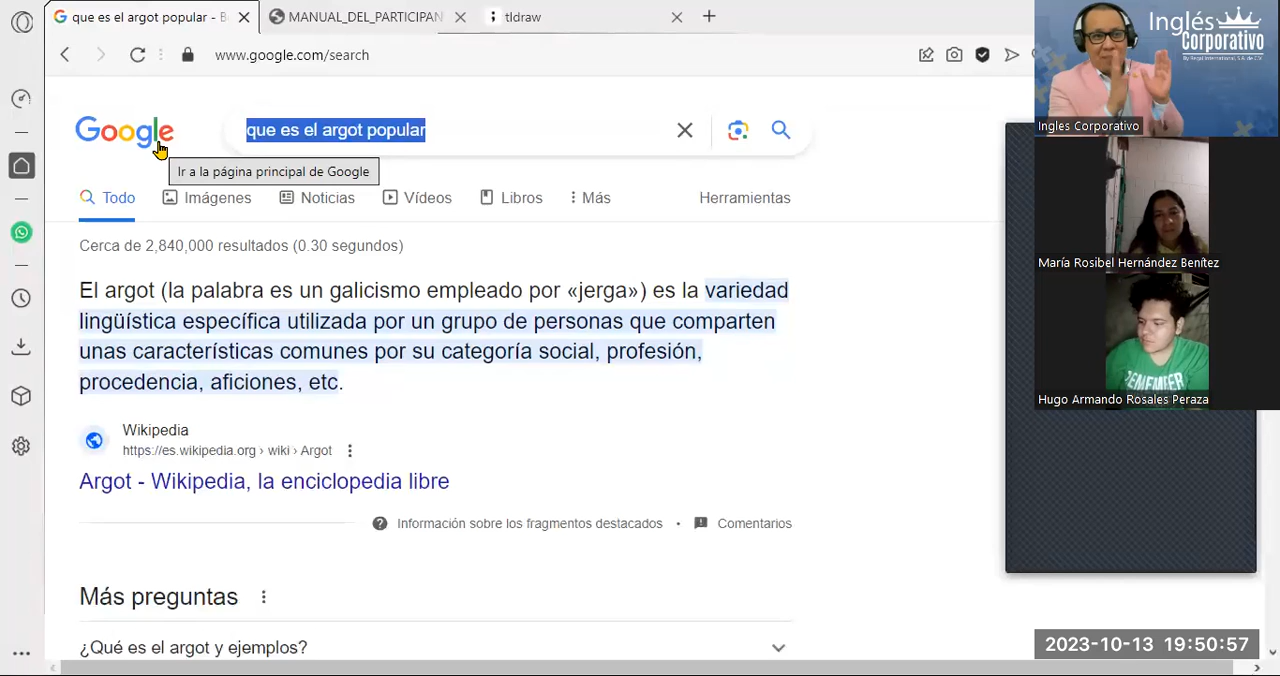 que es el argot popular - B
MANUAL_DEL_PARTICIPAN
tldraw
www.google.com/search
Google
que es el argot popular
Ir a la página principal de Google
Todo
Imágenes
Noticias
Vídeos
Libros
Más
Herramientas
Cerca de 2,840,000 resultados (0.30 segundos)
El argot (la palabra es un galicismo empleado por «jerga») es la variedad
lingüística específica utilizada por un grupo de personas que comparten
unas características comunes por su categoría social, profesión,
procedencia, aficiones, etc.
Wikipedia
https://es.wikipedia.org › wiki › Argot
Argot - Wikipedia, la enciclopedia libre
Información sobre los fragmentos destacados • Comentarios
Más preguntas
¿Qué es el argot y ejemplos?
Inglés
Corporativo
By Regal International, S.A. de C.V.
Ingles Corporativo
María Rosibel Hernández Benítez
Hugo Armando Rosales Peraza
2023-10-13 19:50:57